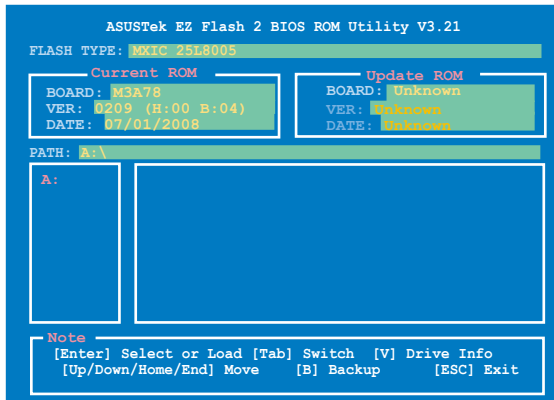 ASUSTek EZ Flash 2 BIOS ROM Utility V3.21
FLASH TYPE: MXIC 25L8005
Current ROM
BOARD: M3A78
VER: 0209 (H:00 B:04)
DATE: 07/01/2008
Update ROM
BOARD: Unknown
VER: Unknown
DATE: Unknown
PATH: A:\
A:
Note
[Enter] Select or Load [Tab] Switch [V] Drive Info
[Up/Down/Home/End] Move [B] Backup [ESC] Exit